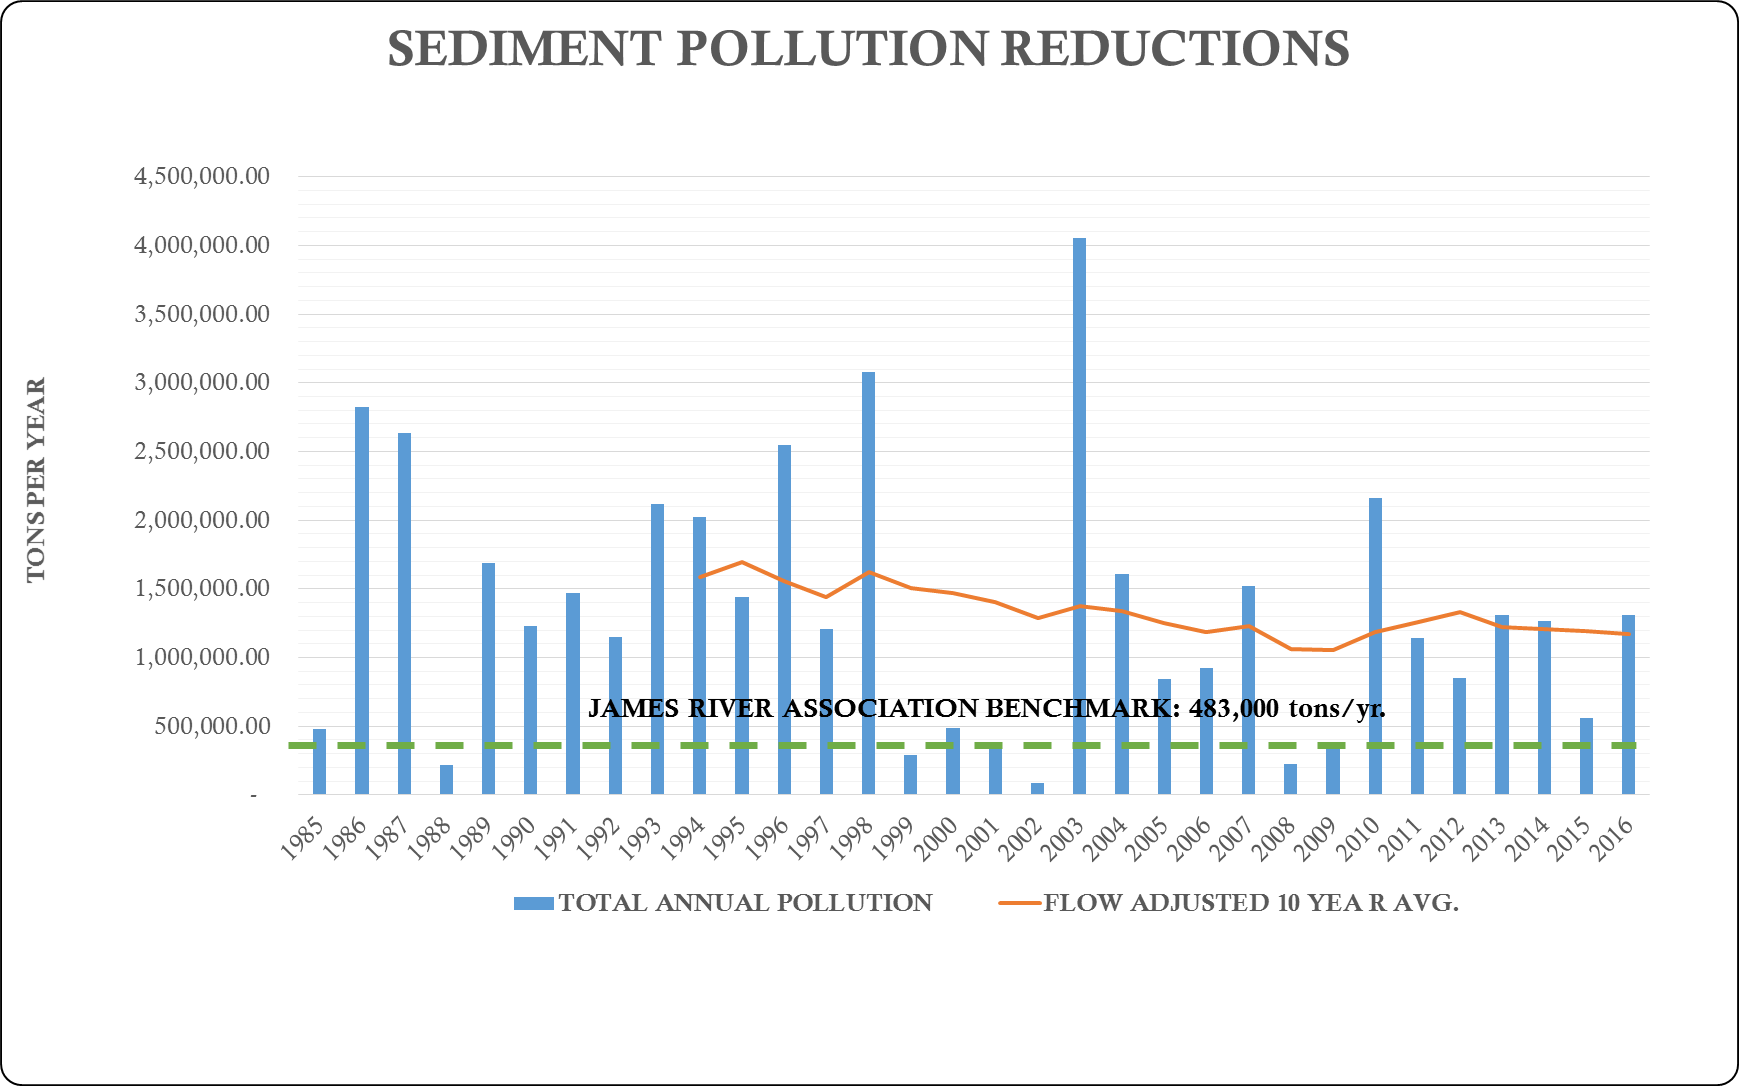 SEDIMENT POLLUTION REDUCTIONS
4,500,000.00
4,000,000.00
3,500,000.00
3,000,000.00
2,500,000.00
2,000,000.00
1,500,000.00
1,000,000.00
500,000.00
-
TONS PER YEAR
JAMES RIVER ASSOCIATION BENCHMARK: 483,000 tons/yr.
1985 1986 1987 1988 1989 1990 1991 1992 1993 1994 1995 1996 1997 1998 1999 2000 2001 2002 2003 2004 2005 2006 2007 2008 2009 2010 2011 2012 2013 2014 2015 2016
TOTAL ANNUAL POLLUTION FLOW ADJUSTED 10 YEA R AVG.